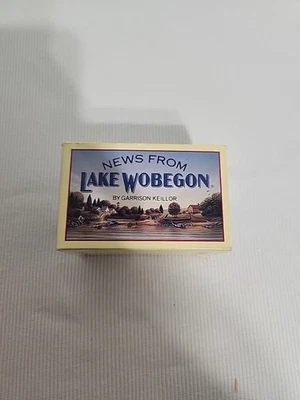 NEWS FROM
LAKE WOBEGON
BY GARRISON KEILLOR